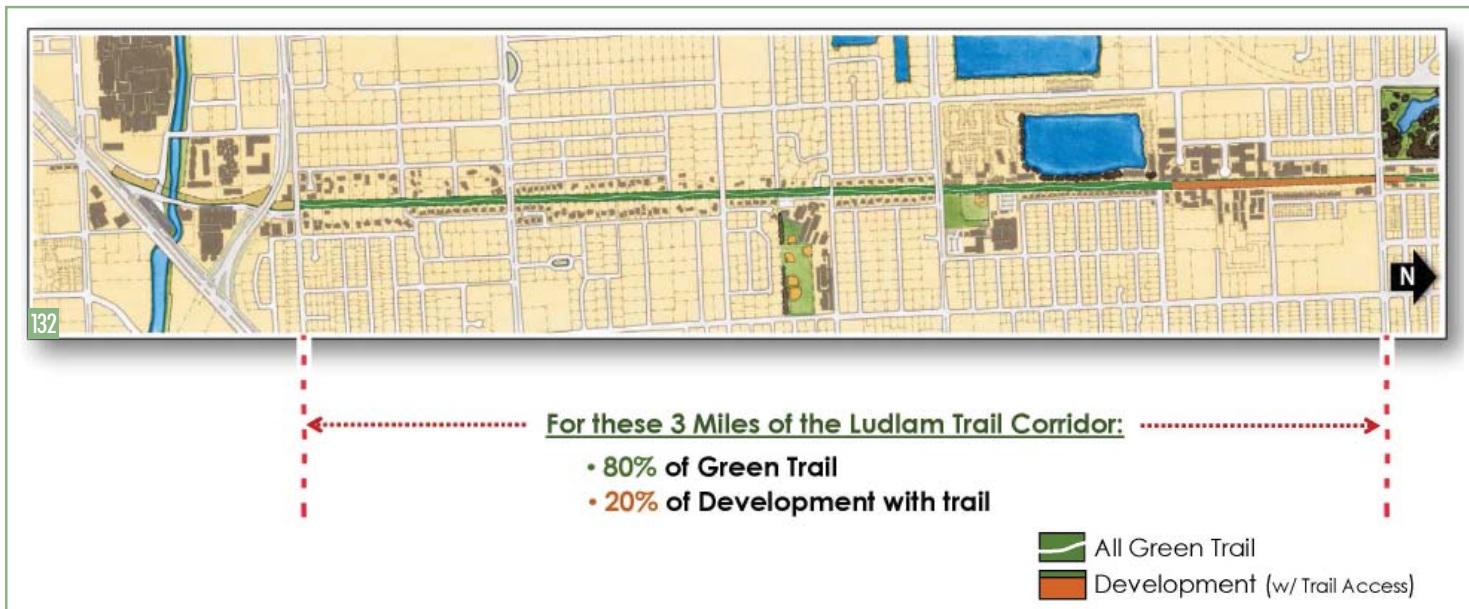 N
132
For these 3 Miles of the Ludlam Trail Corridor:
• 80% of Green Trail
• 20% of Development with trail
All Green Trail
Development (w/ Trail Access)